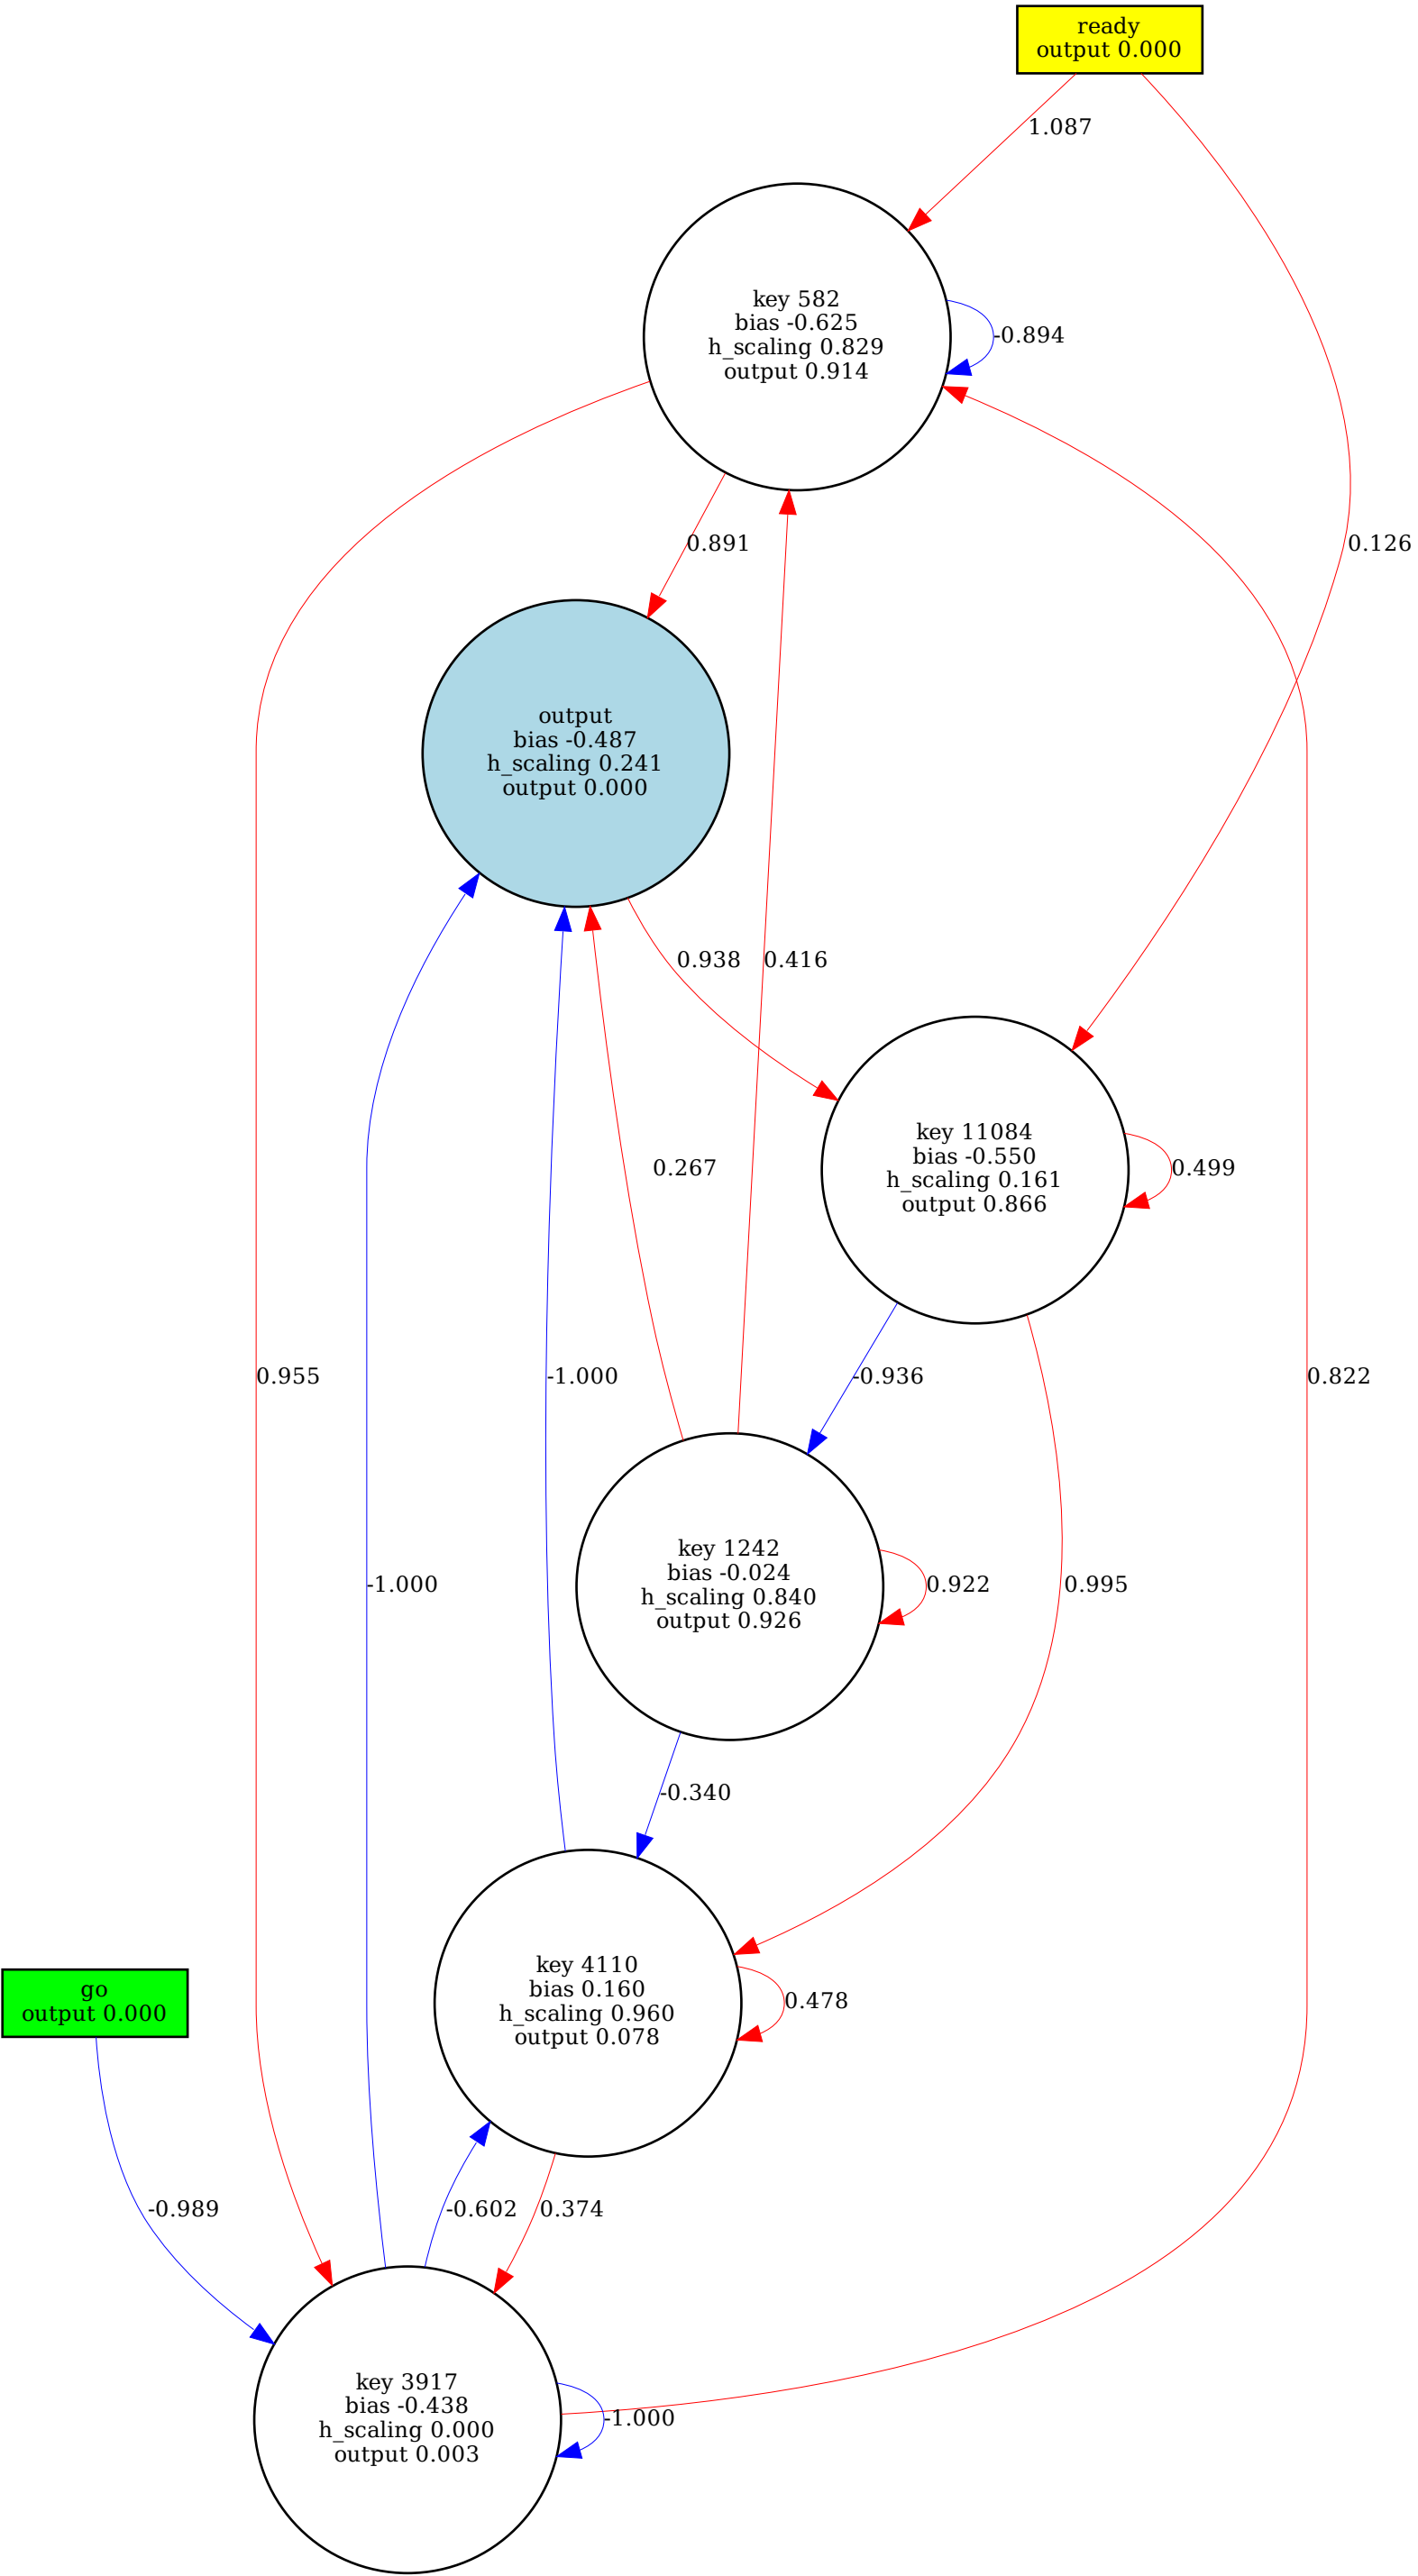 ready
output 0.000
1.087
key 582
bias -0.625
h_scaling 0.829
output 0.914
-0.894
0.891
0.126
output
bias -0.487
h_scaling 0.241
output 0.000
0.938
0.416
0.267
key 11084
bias -0.550
h_scaling 0.161
output 0.866
0.499
0.955
-1.000
-0.936
0.822
key 1242
bias -0.024
h_scaling 0.840
output 0.926
0.922
-1.000
0.995
-0.340
go
output 0.000
key 4110
bias 0.160
h_scaling 0.960
output 0.078
0.478
-0.989
-0.602
0.374
key 3917
bias -0.438
h_scaling 0.000
output 0.003
-1.000